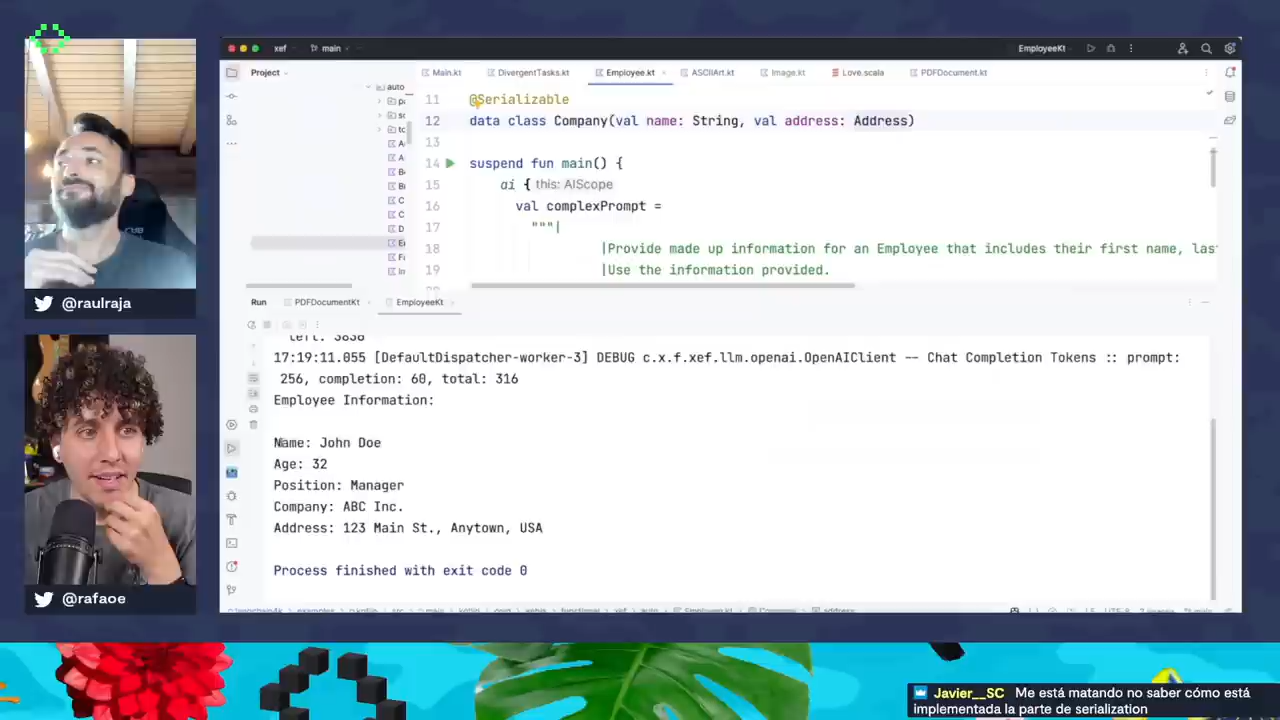 xef
main
EmployeeKt
Project
Main.kt
DivergentTasks.kt
Employee.kt
ASCIIArt.kt
Image.kt
Love.scala
PDFDocument.kt
auto
11 @Serializable
12 data class Company(val name: String, val address: Address)
13
14 suspend fun main() {
15 ai { this: AIScope
16 val complexPrompt =
17 """|
18 |Provide made up information for an Employee that includes their first name, las
19 |Use the information provided.
@raulraja
Run
PDFDocumentKt
EmployeeKt
left: 3838
17:19:11.055 [DefaultDispatcher-worker-3] DEBUG c.x.f.xef.llm.openai.OpenAIClient -- Chat Completion Tokens :: prompt:
256, completion: 60, total: 316
Employee Information:
Name: John Doe
Age: 32
Position: Manager
Company: ABC Inc.
Address: 123 Main St., Anytown, USA
Process finished with exit code 0
@rafaoe
Javier__SC Me está matando no saber cómo está
implementada la parte de serialization